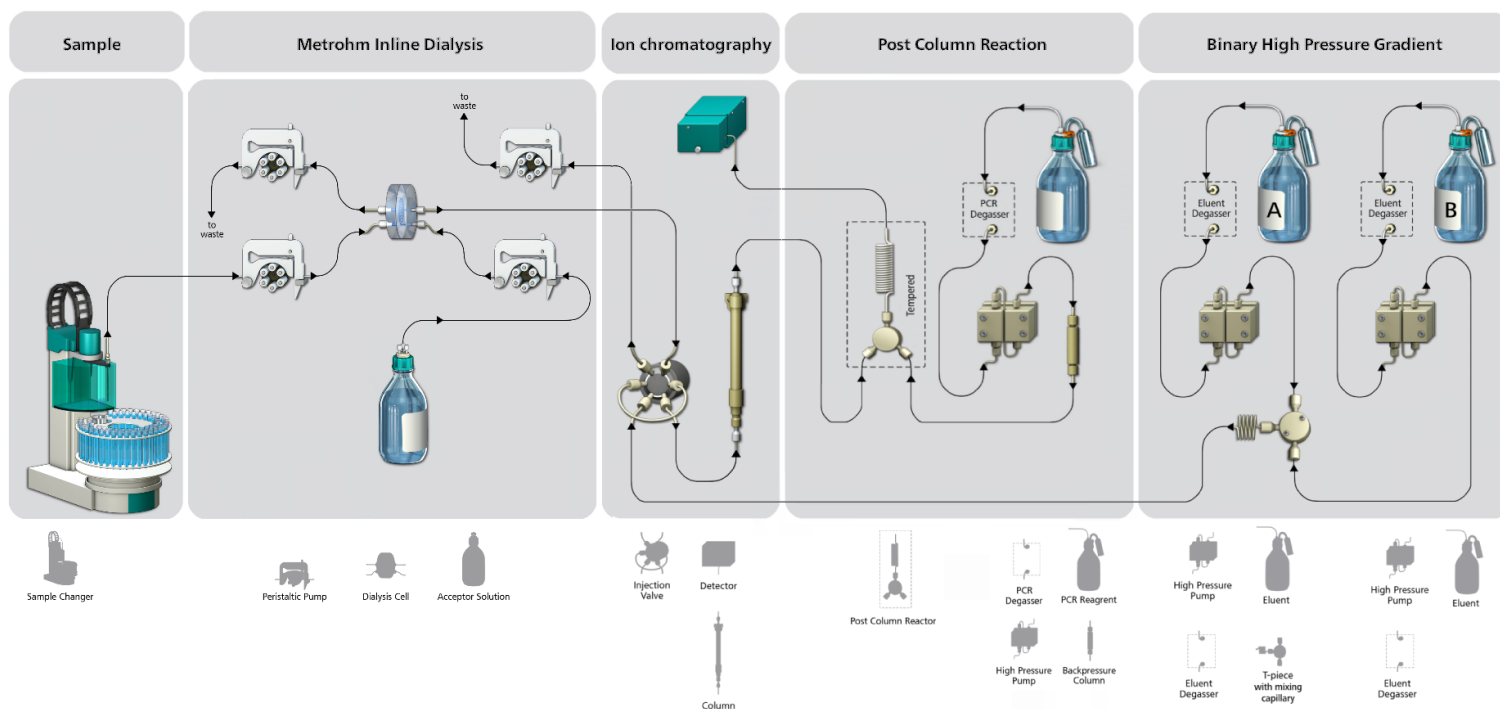 Sample
Metrohm Inline Dialysis
Ion chromatography
Post Column Reaction
Binary High Pressure Gradient
to
waste
to
waste
PCR
Degasser
Tempered
Eluent
Degasser
A
Eluent
Degasser
B
Sample Changer
Peristaltic Pump
Dialysis Cell
Acceptor Solution
Injection
Valve
Detector
Column
Post Column Reactor
PCR
Degasser
PCR Reagrent
High Pressure
Pump
Backpressure
Column
High Pressure
Pump
Eluent
High Pressure
Pump
Eluent
Eluent
Degasser
T-piece
with mixing
capillary
Eluent
Degasser